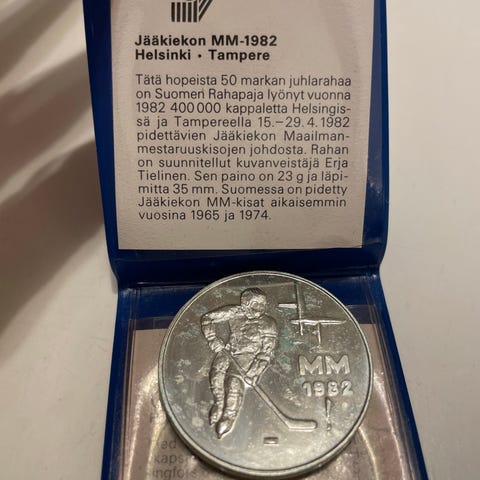 Jääkiekon MM-1982
Helsinki · Tampere
Tätä hopeista 50 markan juhlarahaa
on Suomen Rahapaja lyönyt vuonna
1982 400 000 kappaletta Helsingis-
sä ja Tampereella 15.–29.4.1982
pidettävien Jääkiekon Maailman-
mestaruuskisojen johdosta. Rahan
on suunnitellut kuvanveistäjä Erja
Tielinen. Sen paino on 23 g ja läpi-
mitta 35 mm. Suomessa on pidetty
Jääkiekon MM-kisat aikaisemmin
vuosina 1965 ja 1974.
MM
1982